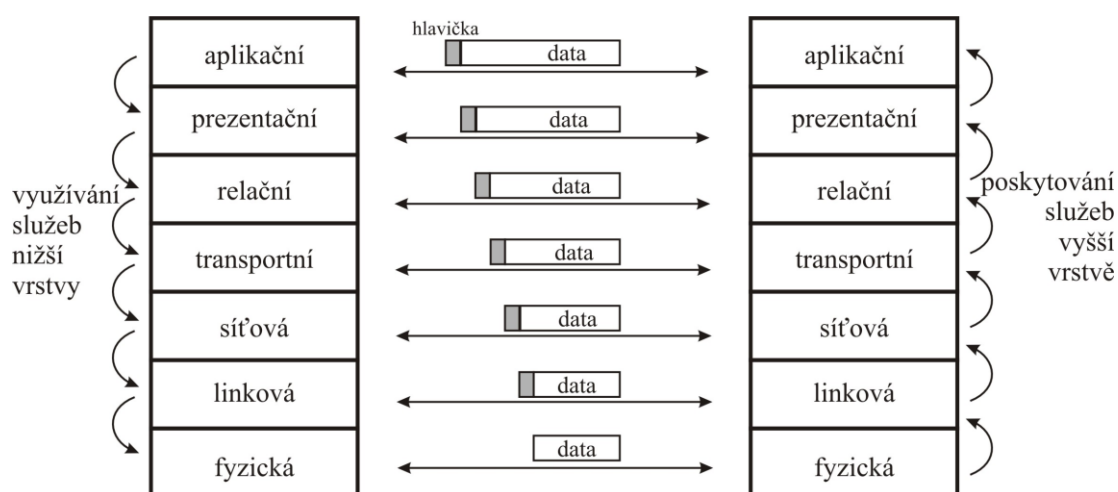 hlavička
aplikační
data
aplikační
prezentační
data
prezentační
využívání
služeb
nižší
vrstvy
relační
data
relační
poskytování
služeb
vyšší
vrstvě
transportní
data
transportní
síťová
data
síťová
linková
data
linková
fyzická
data
fyzická